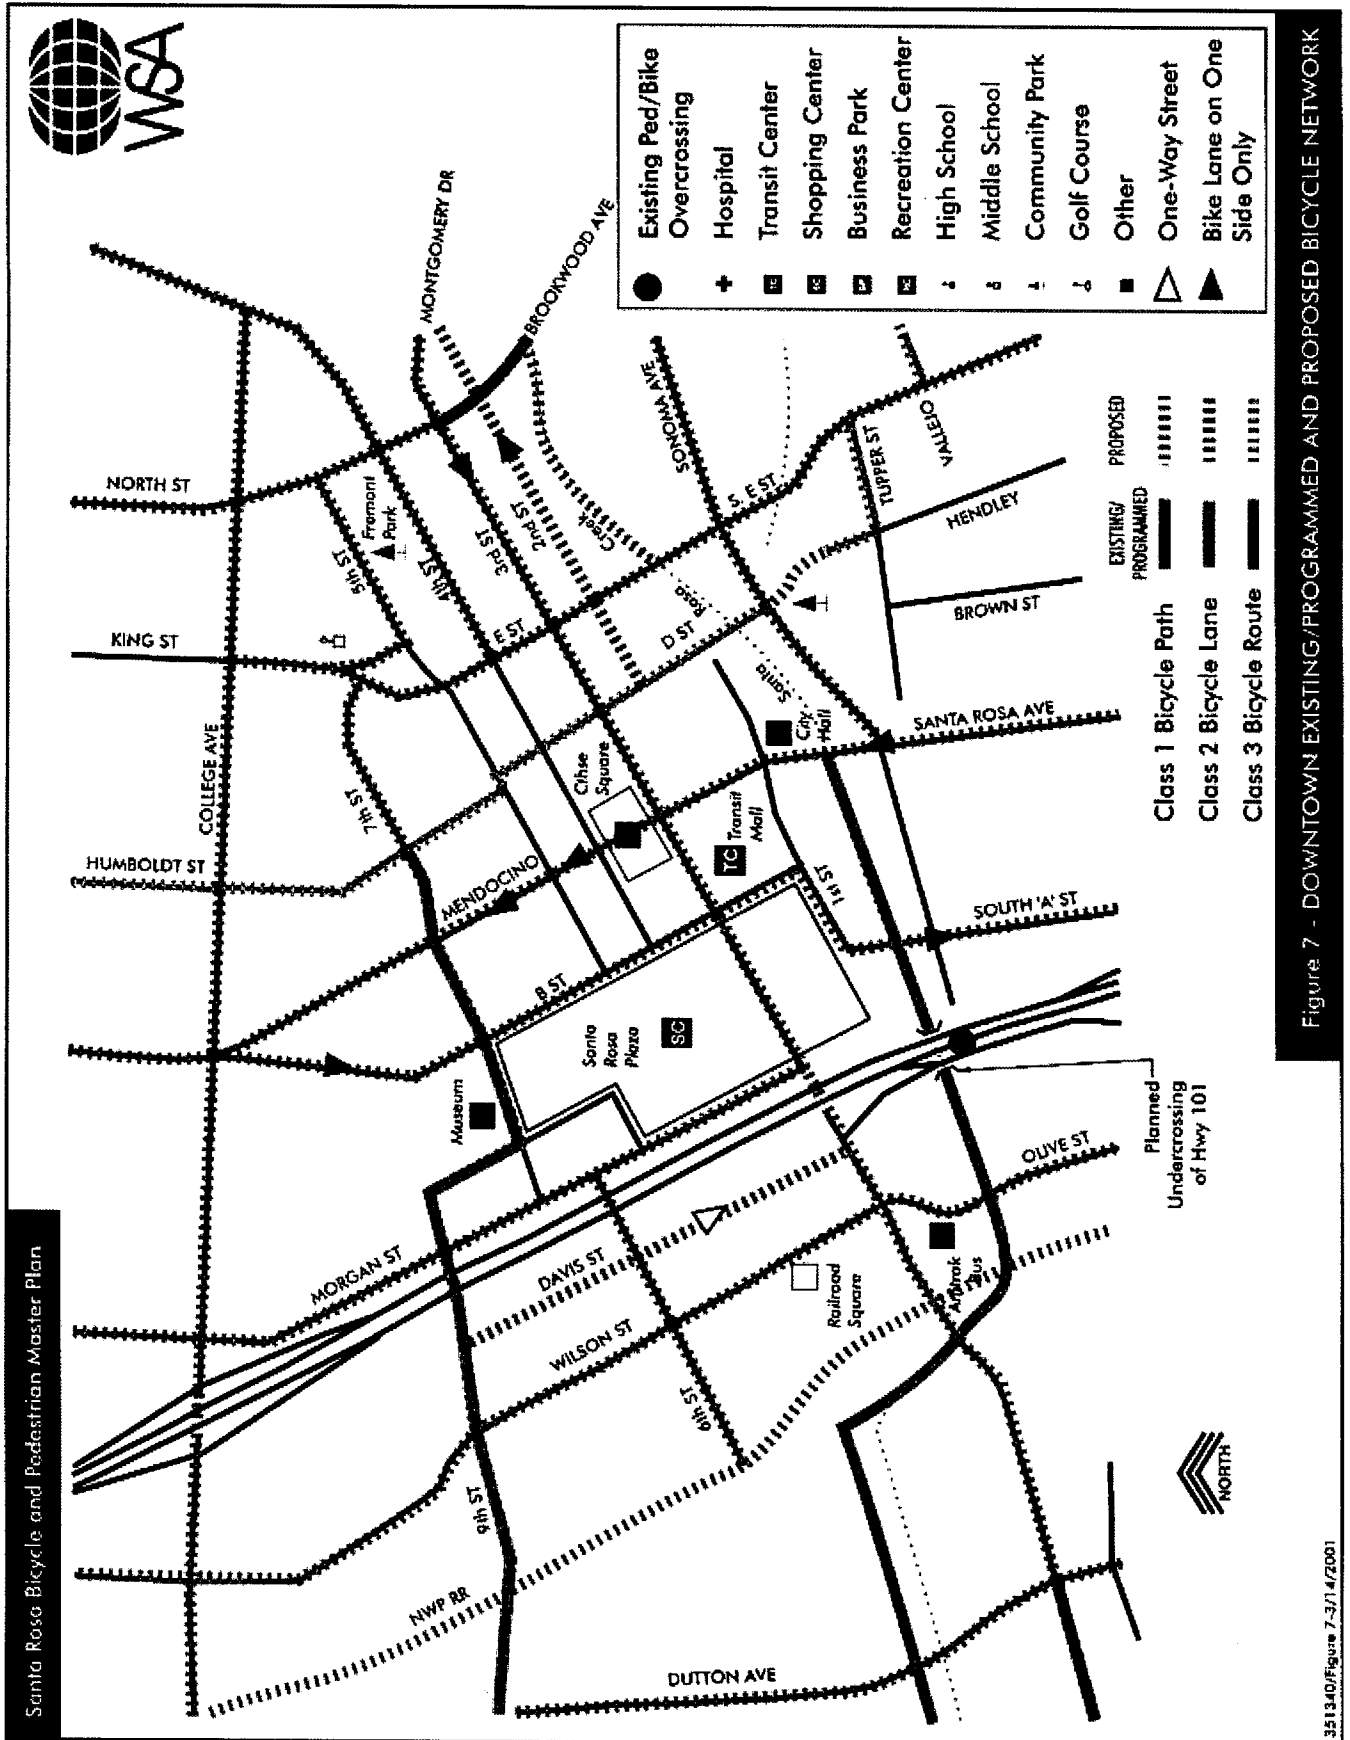 Santa Rosa Bicycle and Pedestrian Master Plan
WSA
NORTH ST
KING ST
COLLEGE AVE
HUMBOLDT ST
7th ST
MENDOCINO
B ST
5th ST
Fremont
Park
4th ST
3rd ST
2nd ST
E ST
D ST
MONTGOMERY DR
BROOKWOOD AVE
SONOMA AVE
S. E ST
TUPPER ST
VALLEJO
HENDLEY
BROWN ST
Santa
Rosa
Creek
City
Hall
SANTA ROSA AVE
Cthse
Square
TC
Transit
Mall
1st ST
SOUTH 'A' ST
Santa
Rosa
Plaza
SC
Museum
MORGAN ST
DAVIS ST
WILSON ST
6th ST
9th ST
NWP RR
DUTTON AVE
Railroad
Square
Amtrak
Bus
OLIVE ST
Planned
Undercrossing
of Hwy 101
NORTH
Existing Ped/Bike
Overcrossing
Hospital
TC Transit Center
SC Shopping Center
BP Business Park
RC Recreation Center
High School
Middle School
Community Park
Golf Course
Other
One-Way Street
Bike Lane on One
Side Only
EXISTING/
PROGRAMMED
PROPOSED
Class 1 Bicycle Path
Class 2 Bicycle Lane
Class 3 Bicycle Route
Figure 7 - DOWNTOWN EXISTING/PROGRAMMED AND PROPOSED BICYCLE NETWORK
351340/Figure 7-3/14/2001